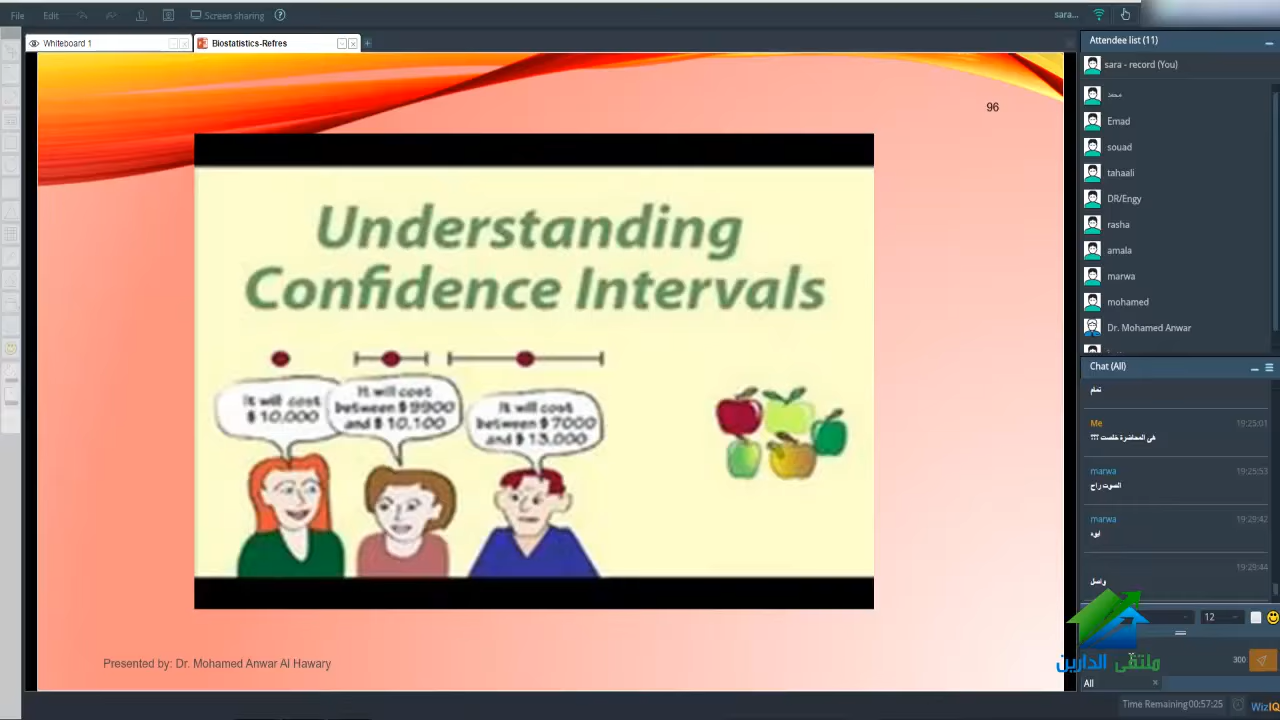 File Edit Screen sharing ? sara...
Whiteboard 1
Biostatistics-Refres
96
Understanding
Confidence Intervals
It will cost
$ 10,000
It will cost
between $ 9900
and $ 10,100
It will cost
between $ 7000
and $ 13,000
Presented by: Dr. Mohamed Anwar Al Hawary
Attendee list (11)
sara - record (You)
محمد
Emad
souad
tahaali
DR/Engy
rasha
amala
marwa
mohamed
Dr. Mohamed Anwar
Chat (All)
تمام
Me 19:25:01
هى المحاضرة خلصت ؟؟؟
marwa 19:25:53
الصوت راح
marwa 19:29:42
ايوه
19:29:44
واصل
12
ملتقى الدارين
300
All
Time Remaining 00:57:25
WizIQ